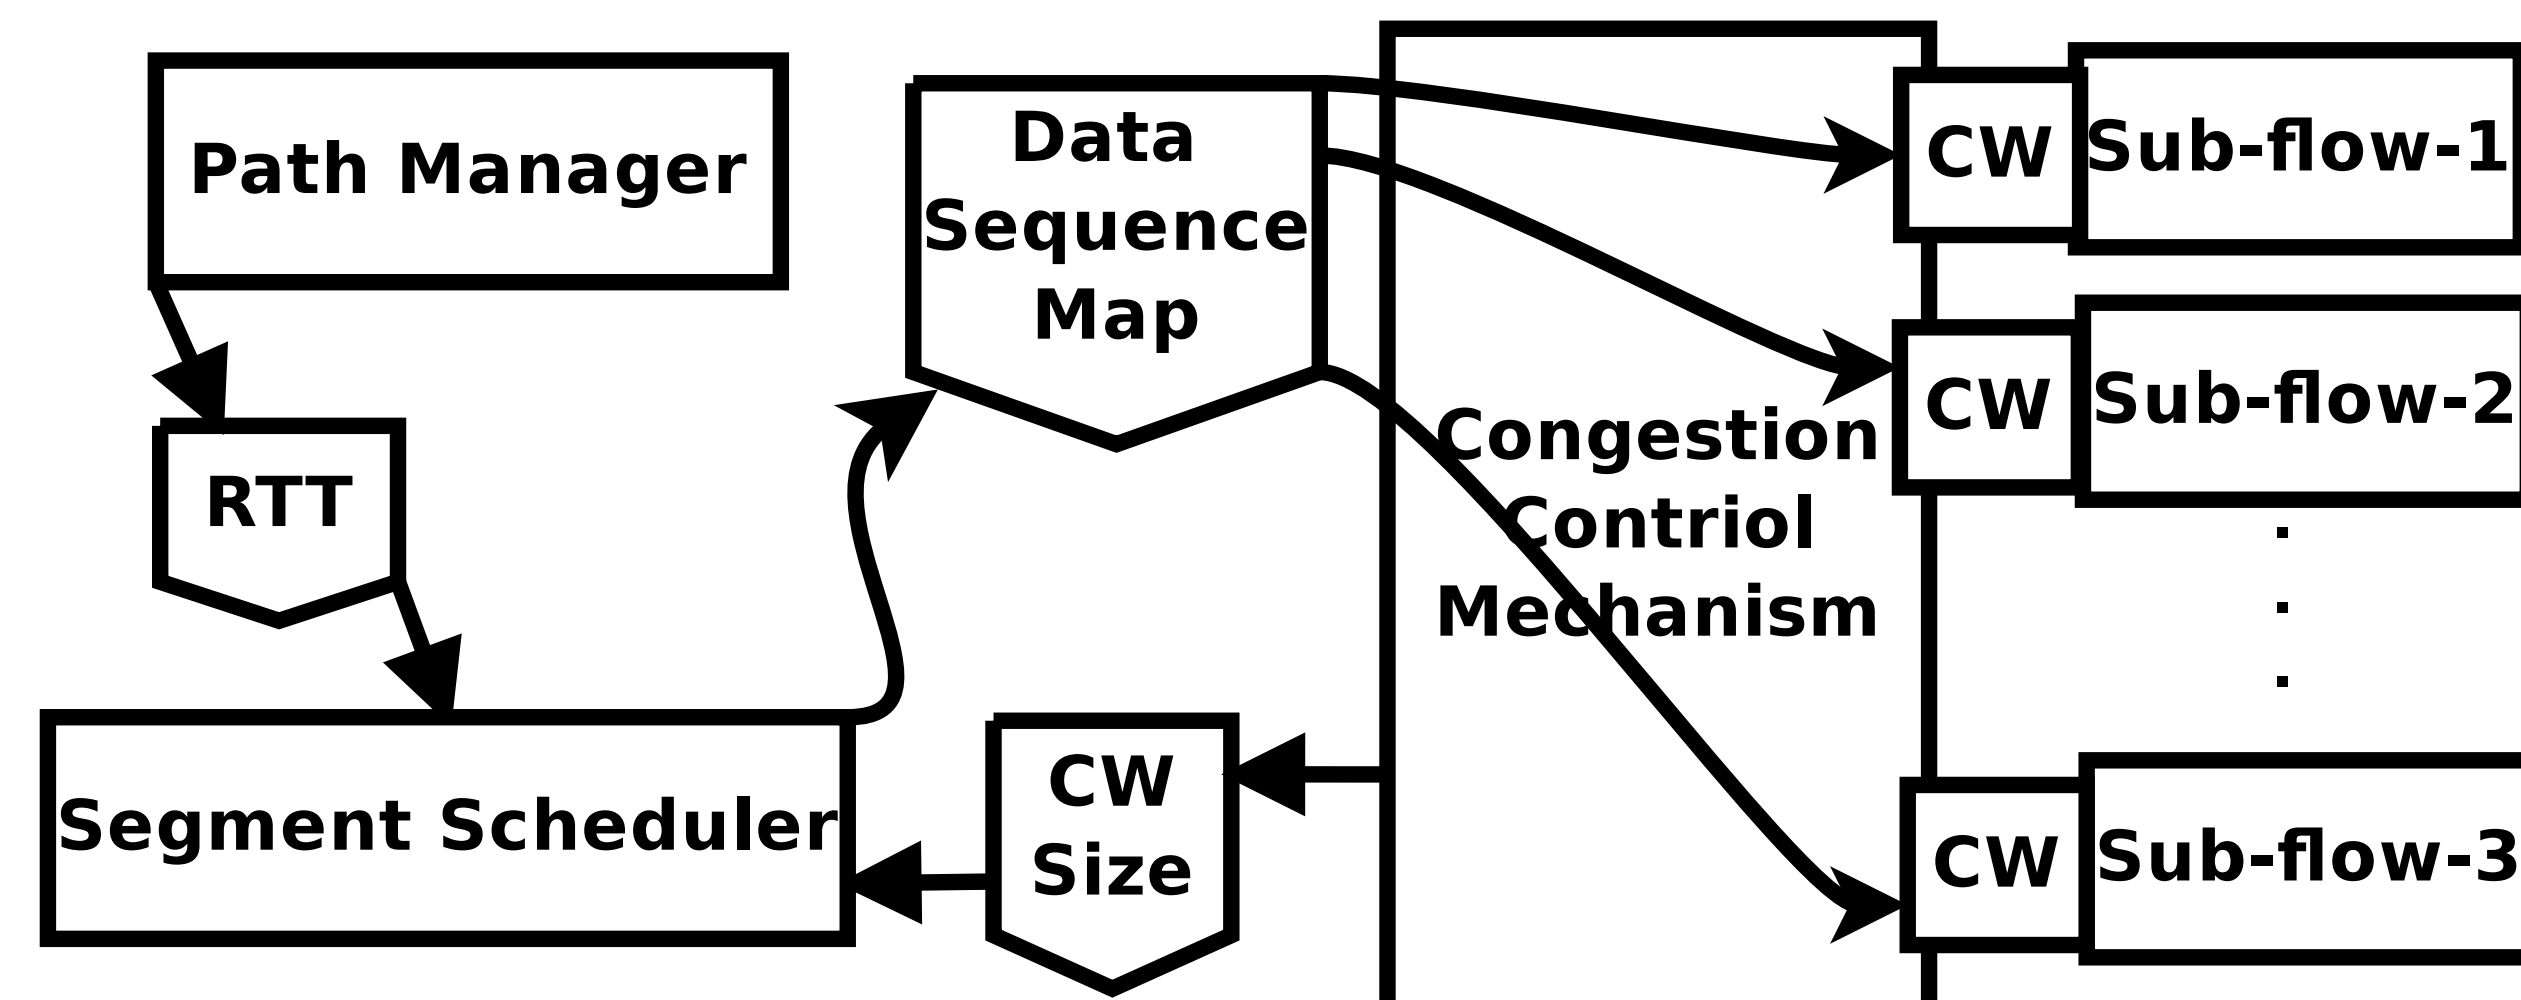 Path Manager
RTT
Segment Scheduler
Data
Sequence
Map
CW
Size
Congestion
Contriol
Mechanism
CW
Sub-flow-1
CW
Sub-flow-2
.
.
.
CW
Sub-flow-3